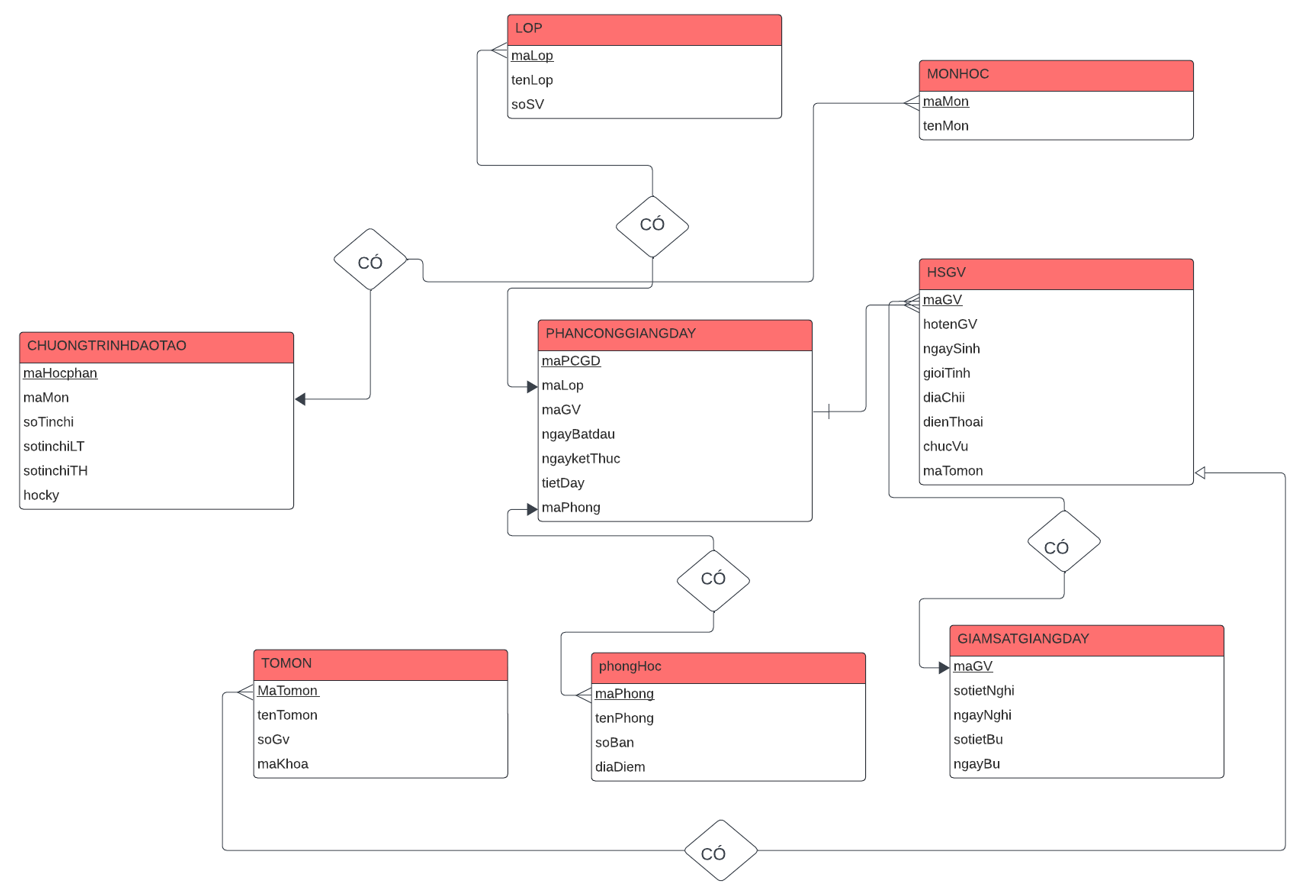 LOP
maLop
tenLop
soSV
MONHOC
maMon
tenMon
CÓ
CÓ
HSGV
maGV
hotenGV
ngaySinh
gioiTinh
diaChii
dienThoai
chucVu
maTomon
PHANCONGGIANGDAY
maPCGD
maLop
maGV
ngayBatdau
ngayketThuc
tietDay
maPhong
CHUONGTRINHDAOTAO
maHocphan
maMon
soTinchi
sotinchiLT
sotinchiTH
hocky
CÓ
CÓ
GIAMSATGIANGDAY
maGV
sotietNghi
ngayNghi
sotietBu
ngayBu
TOMON
MaTomon
tenTomon
soGv
maKhoa
phongHoc
maPhong
tenPhong
soBan
diaDiem
CÓ